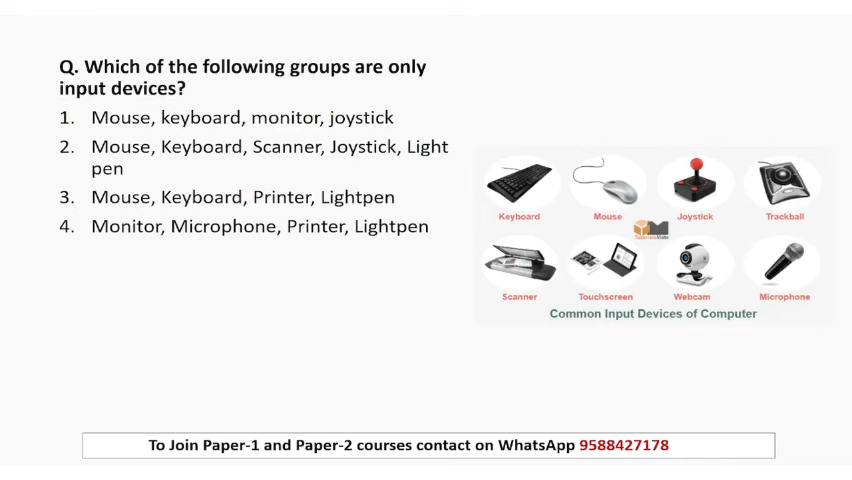 Q. Which of the following groups are only
input devices?
1. Mouse, keyboard, monitor, joystick
2. Mouse, Keyboard, Scanner, Joystick, Light
pen
3. Mouse, Keyboard, Printer, Lightpen
4. Monitor, Microphone, Printer, Lightpen
Keyboard Mouse Joystick Trackball
Scanner Touchscreen Webcam Microphone
Common Input Devices of Computer
To Join Paper-1 and Paper-2 courses contact on WhatsApp 9588427178